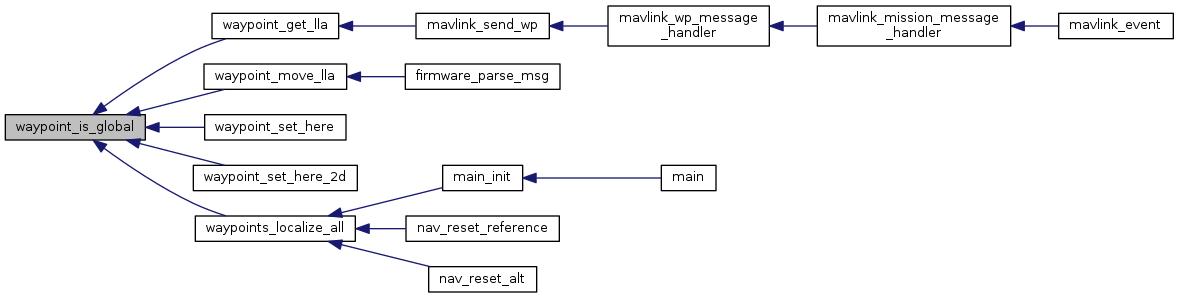 waypoint_get_lla
mavlink_send_wp
mavlink_wp_message
_handler
mavlink_mission_message
_handler
mavlink_event
waypoint_move_lla
firmware_parse_msg
waypoint_is_global
waypoint_set_here
waypoint_set_here_2d
main_init
main
waypoints_localize_all
nav_reset_reference
nav_reset_alt